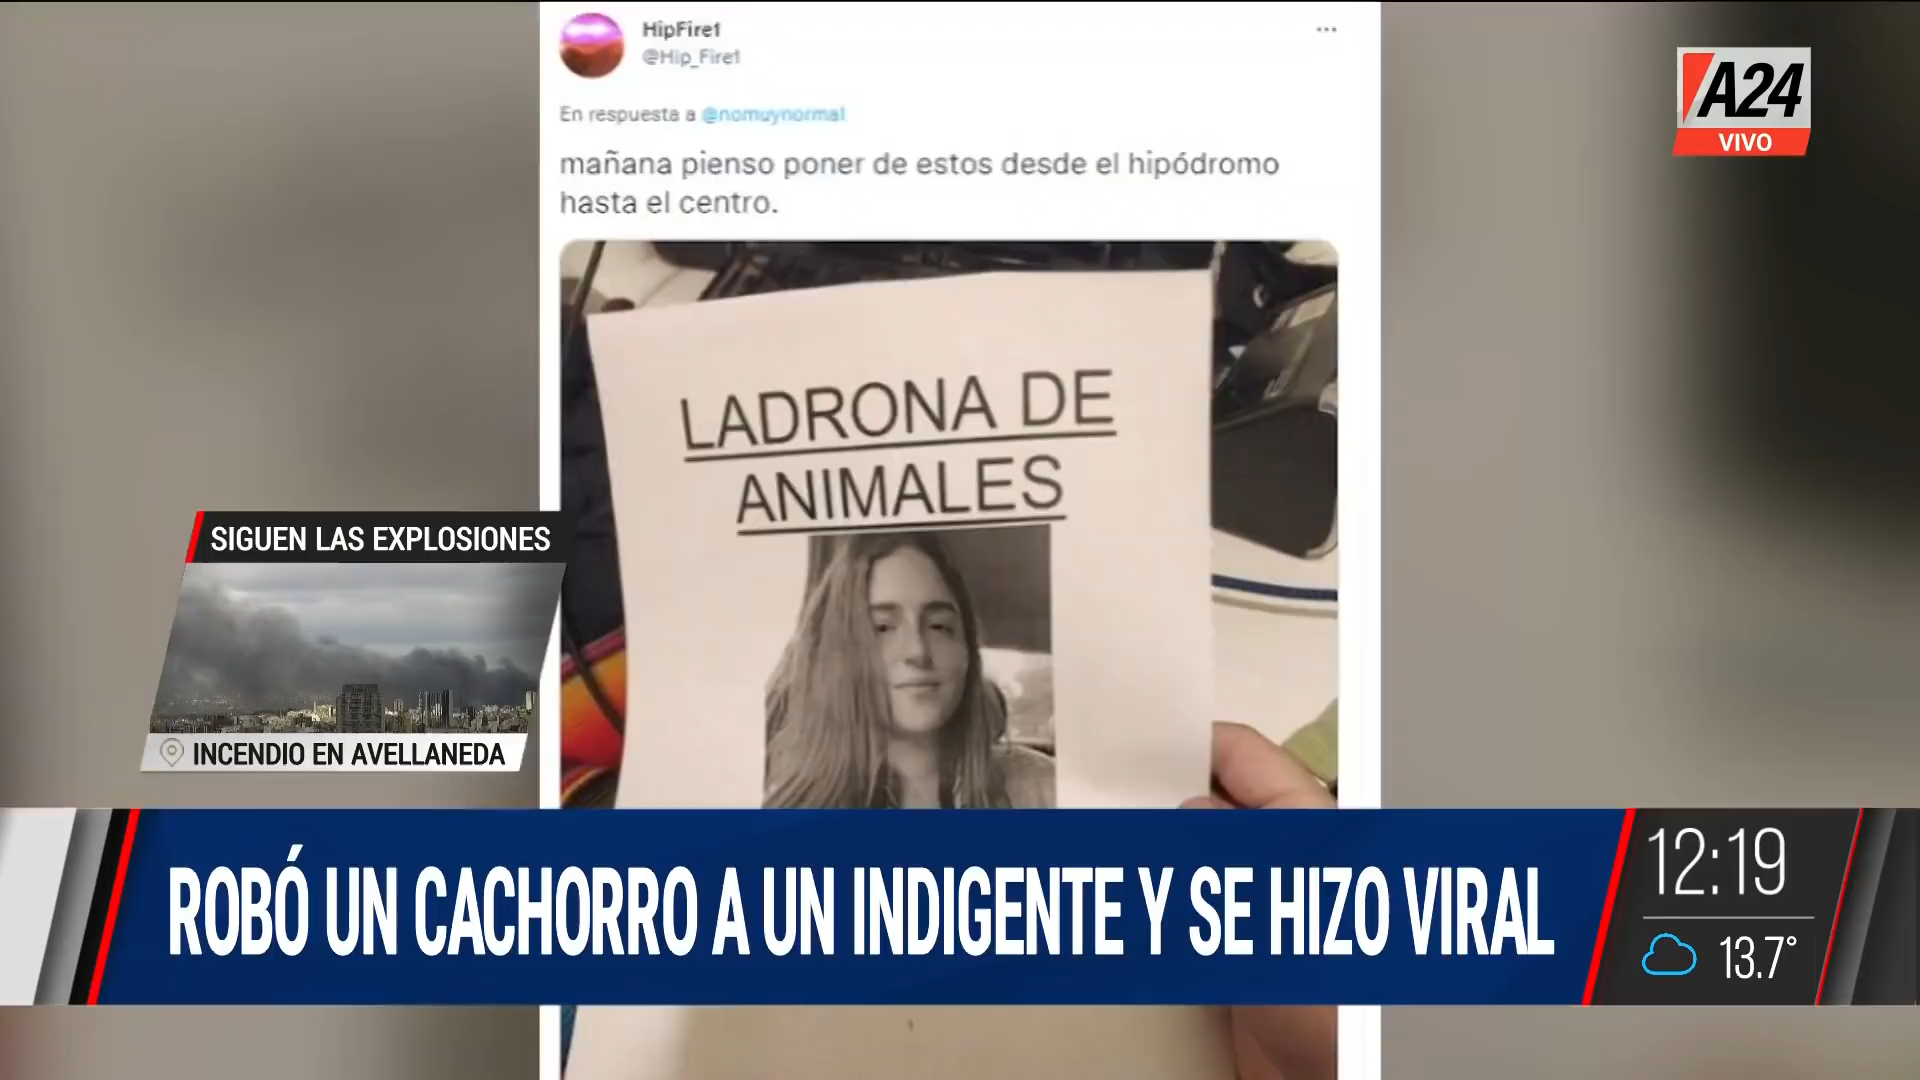 HipFire1
@Hip_Fire1
En respuesta a @nomuynormal
mañana pienso poner de estos desde el hipódromo
hasta el centro.
A24
VIVO
LADRONA DE
ANIMALES
SIGUEN LAS EXPLOSIONES
INCENDIO EN AVELLANEDA
ROBÓ UN CACHORRO A UN INDIGENTE Y SE HIZO VIRAL
12:19
13.7°